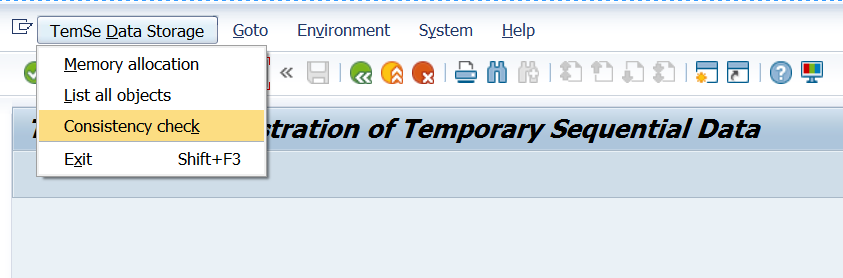 TemSe Data Storage Goto Environment System Help
Memory allocation
List all objects
Consistency check
stration of Temporary Sequential Data
Exit Shift+F3